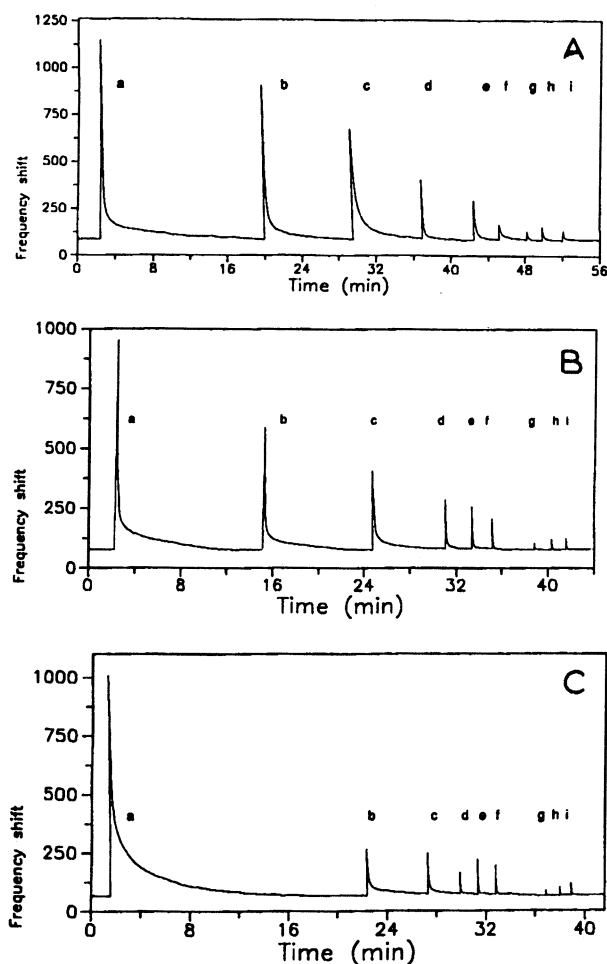 1250
1000
750
500
250
0
Frequency shift
A
a b c d e f g h i
0 8 16 24 32 40 48 56
Time (min)
1000
750
500
250
0
Frequency shift
B
a b c d e f g h i
0 8 16 24 32 40
Time (min)
1000
750
500
250
0
Frequency shift
C
a b c d e f g h i
0 8 16 24 32 40
Time (min)